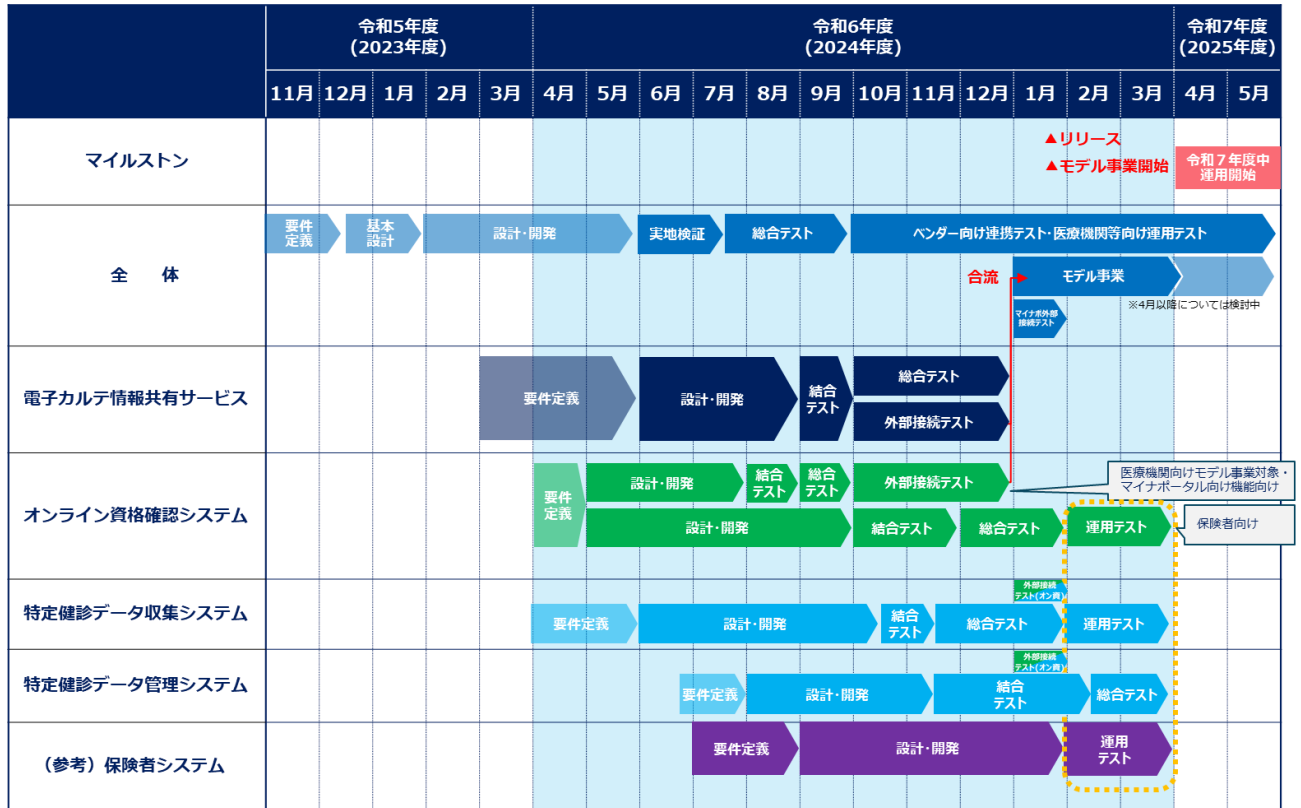 令和5年度
(2023年度)
令和6年度
(2024年度)
令和7年度
(2025年度)
11月 12月 1月 2月 3月 4月 5月 6月 7月 8月 9月 10月 11月 12月 1月 2月 3月 4月 5月
マイルストン
▲リリース
▲モデル事業開始
令和7年度中
運用開始
全 体
要件
定義
基本
設計
設計・開発
実地検証
総合テスト
ベンダー向け連携テスト・医療機関等向け運用テスト
合流
モデル事業
※4月以降については検討中
マイナポ外部
接続テスト
電子カルテ情報共有サービス
要件定義
設計・開発
結合
テスト
総合テスト
外部接続テスト
オンライン資格確認システム
要件
定義
設計・開発
結合
テスト
総合
テスト
外部接続テスト
医療機関向けモデル事業対象・
マイナポータル向け機能向け
設計・開発
結合テスト
総合テスト
運用テスト
保険者向け
特定健診データ収集システム
外部接続
テスト(オン資)
要件定義
設計・開発
結合
テスト
総合テスト
運用テスト
特定健診データ管理システム
外部接続
テスト(オン資)
要件定義
設計・開発
結合
テスト
総合テスト
(参考)保険者システム
要件定義
設計・開発
運用
テスト